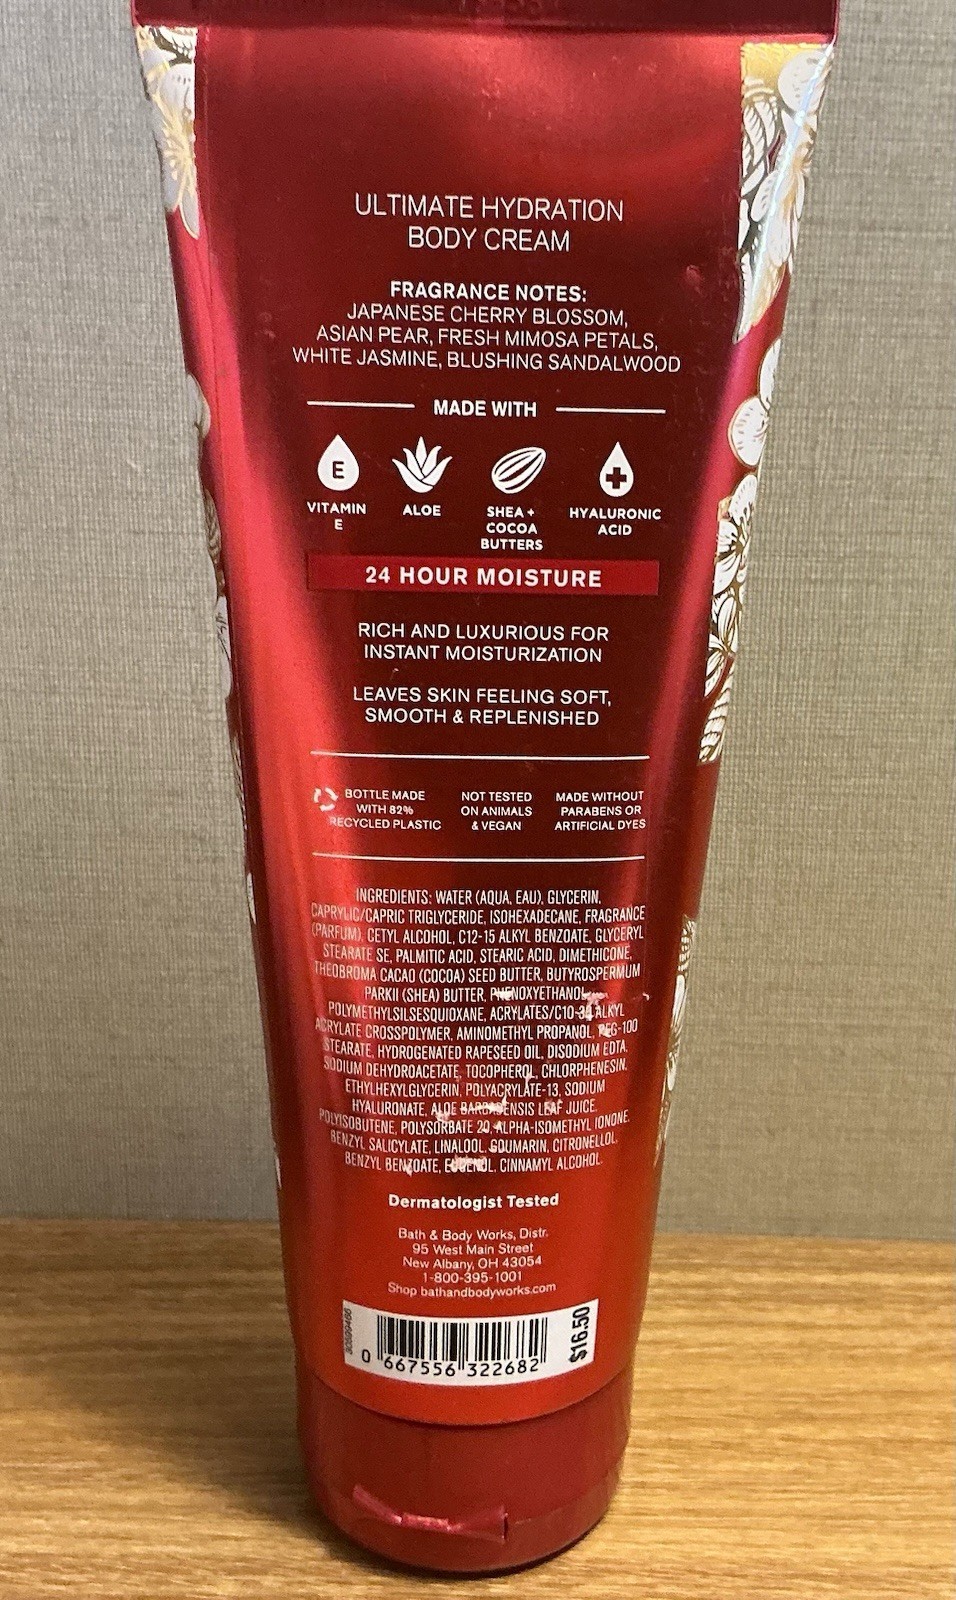 ULTIMATE HYDRATION
BODY CREAM
FRAGRANCE NOTES:
JAPANESE CHERRY BLOSSOM,
ASIAN PEAR, FRESH MIMOSA PETALS,
WHITE JASMINE, BLUSHING SANDALWOOD
MADE WITH
E
VITAMIN
E
ALOE
SHEA +
COCOA
BUTTERS
HYALURONIC
ACID
24 HOUR MOISTURE
RICH AND LUXURIOUS FOR
INSTANT MOISTURIZATION
LEAVES SKIN FEELING SOFT,
SMOOTH & REPLENISHED
BOTTLE MADE
WITH 82%
RECYCLED PLASTIC
NOT TESTED
ON ANIMALS
& VEGAN
MADE WITHOUT
PARABENS OR
ARTIFICIAL DYES
INGREDIENTS: WATER (AQUA, EAU), GLYCERIN,
CAPRYLIC/CAPRIC TRIGLYCERIDE, ISOHEXADECANE, FRAGRANCE
(PARFUM), CETYL ALCOHOL, C12-15 ALKYL BENZOATE, GLYCERYL
STEARATE SE, PALMITIC ACID, STEARIC ACID, DIMETHICONE,
THEOBROMA CACAO (COCOA) SEED BUTTER, BUTYROSPERMUM
PARKII (SHEA) BUTTER, PHENOXYETHANOL,
POLYMETHYLSILSESQUIOXANE, ACRYLATES/C10-30 ALKYL
ACRYLATE CROSSPOLYMER, AMINOMETHYL PROPANOL, PEG-100
STEARATE, HYDROGENATED RAPESEED OIL, DISODIUM EDTA,
SODIUM DEHYDROACETATE, TOCOPHEROL, CHLORPHENESIN,
ETHYLHEXYLGLYCERIN, POLYACRYLATE-13, SODIUM
HYALURONATE, ALOE BARBADENSIS LEAF JUICE,
POLYISOBUTENE, POLYSORBATE 20, ALPHA-ISOMETHYL IONONE,
BENZYL SALICYLATE, LINALOOL, COUMARIN, CITRONELLOL,
BENZYL BENZOATE, EUGENOL, CINNAMYL ALCOHOL.
Dermatologist Tested
Bath & Body Works, Distr.
95 West Main Street
New Albany, OH 43054
1-800-395-1001
Shop bathandbodyworks.com
0 667556 322682
$16.50